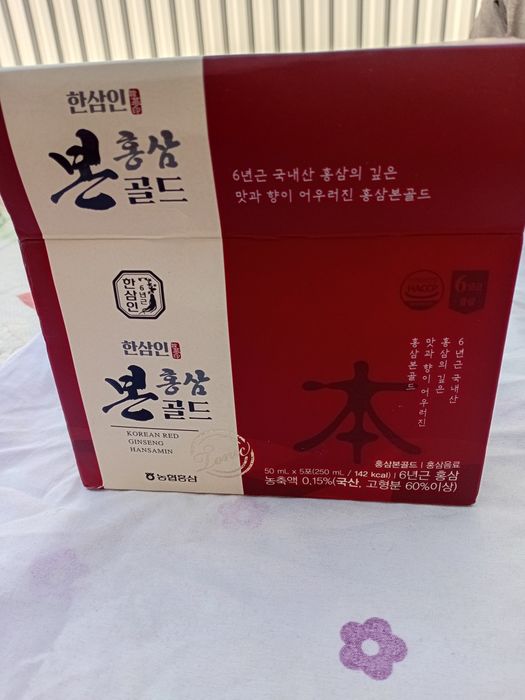 한삼인
홍삼
본
골드
6년근 국내산 홍삼의 깊은
맛과 향이 어우러진 홍삼본골드
한삼인
6년근
HACCP
6년근
한삼인
홍삼
본
골드
KOREAN RED
GINSENG
HANSAMIN
농협홍삼
本
6년근 국내산
홍삼의 깊은
맛과 향이 어우러진
홍삼본골드
홍삼본골드 | 홍삼음료
50 mL x 5포(250 mL / 142 kcal) | 6년근 홍삼
농축액 0.15%(국산, 고형분 60%이상)